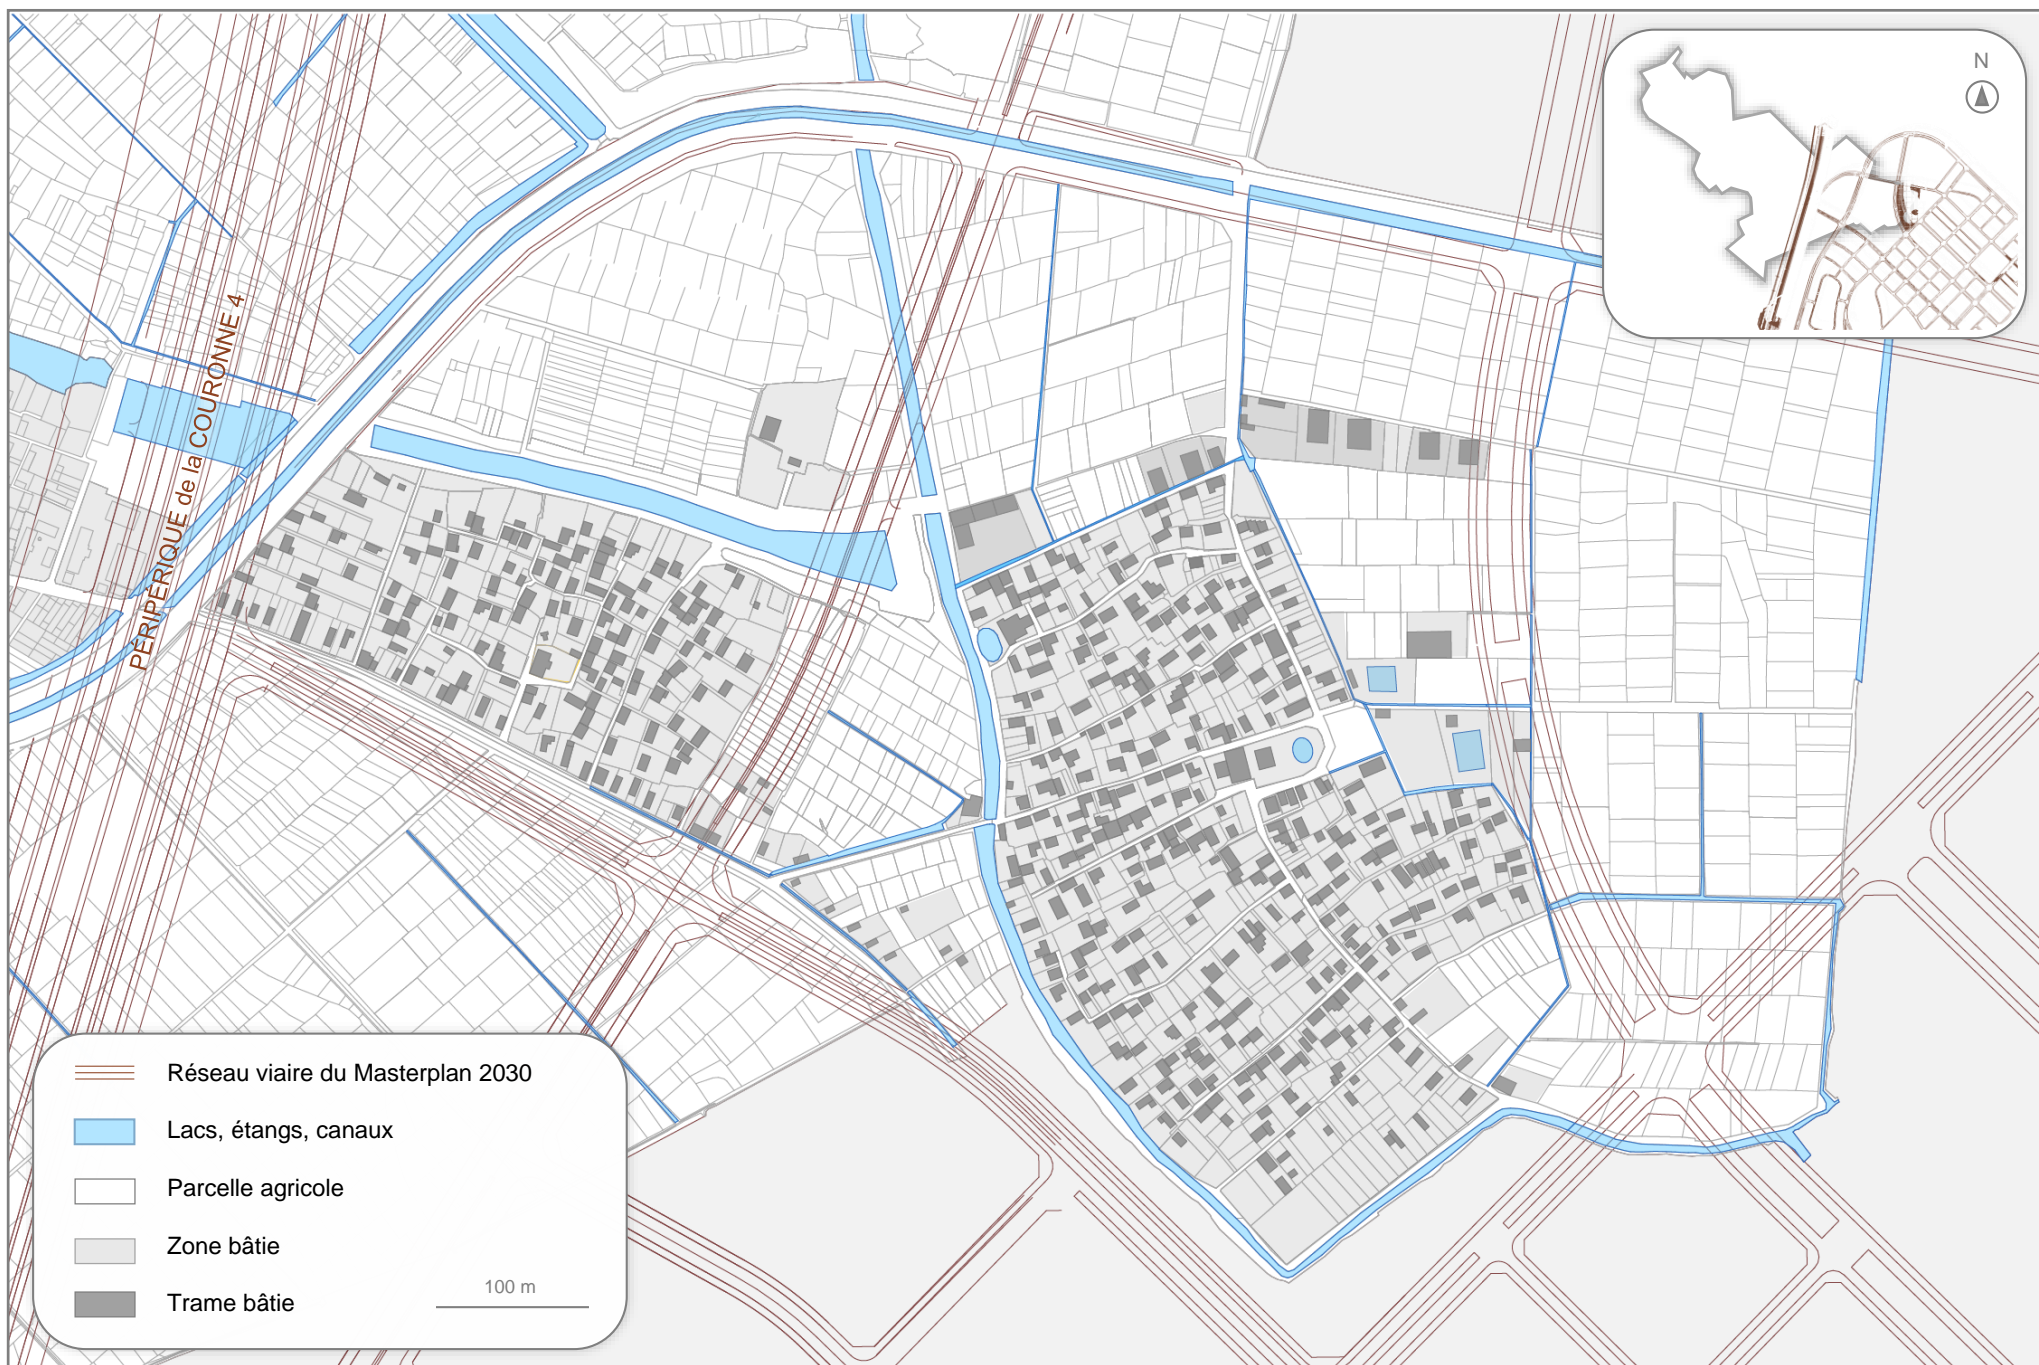 N
PÉRIPÉRIQUE de la COURONNE 4
Réseau viaire du Masterplan 2030
Lacs, étangs, canaux
Parcelle agricole
Zone bâtie
100 m
Trame bâtie